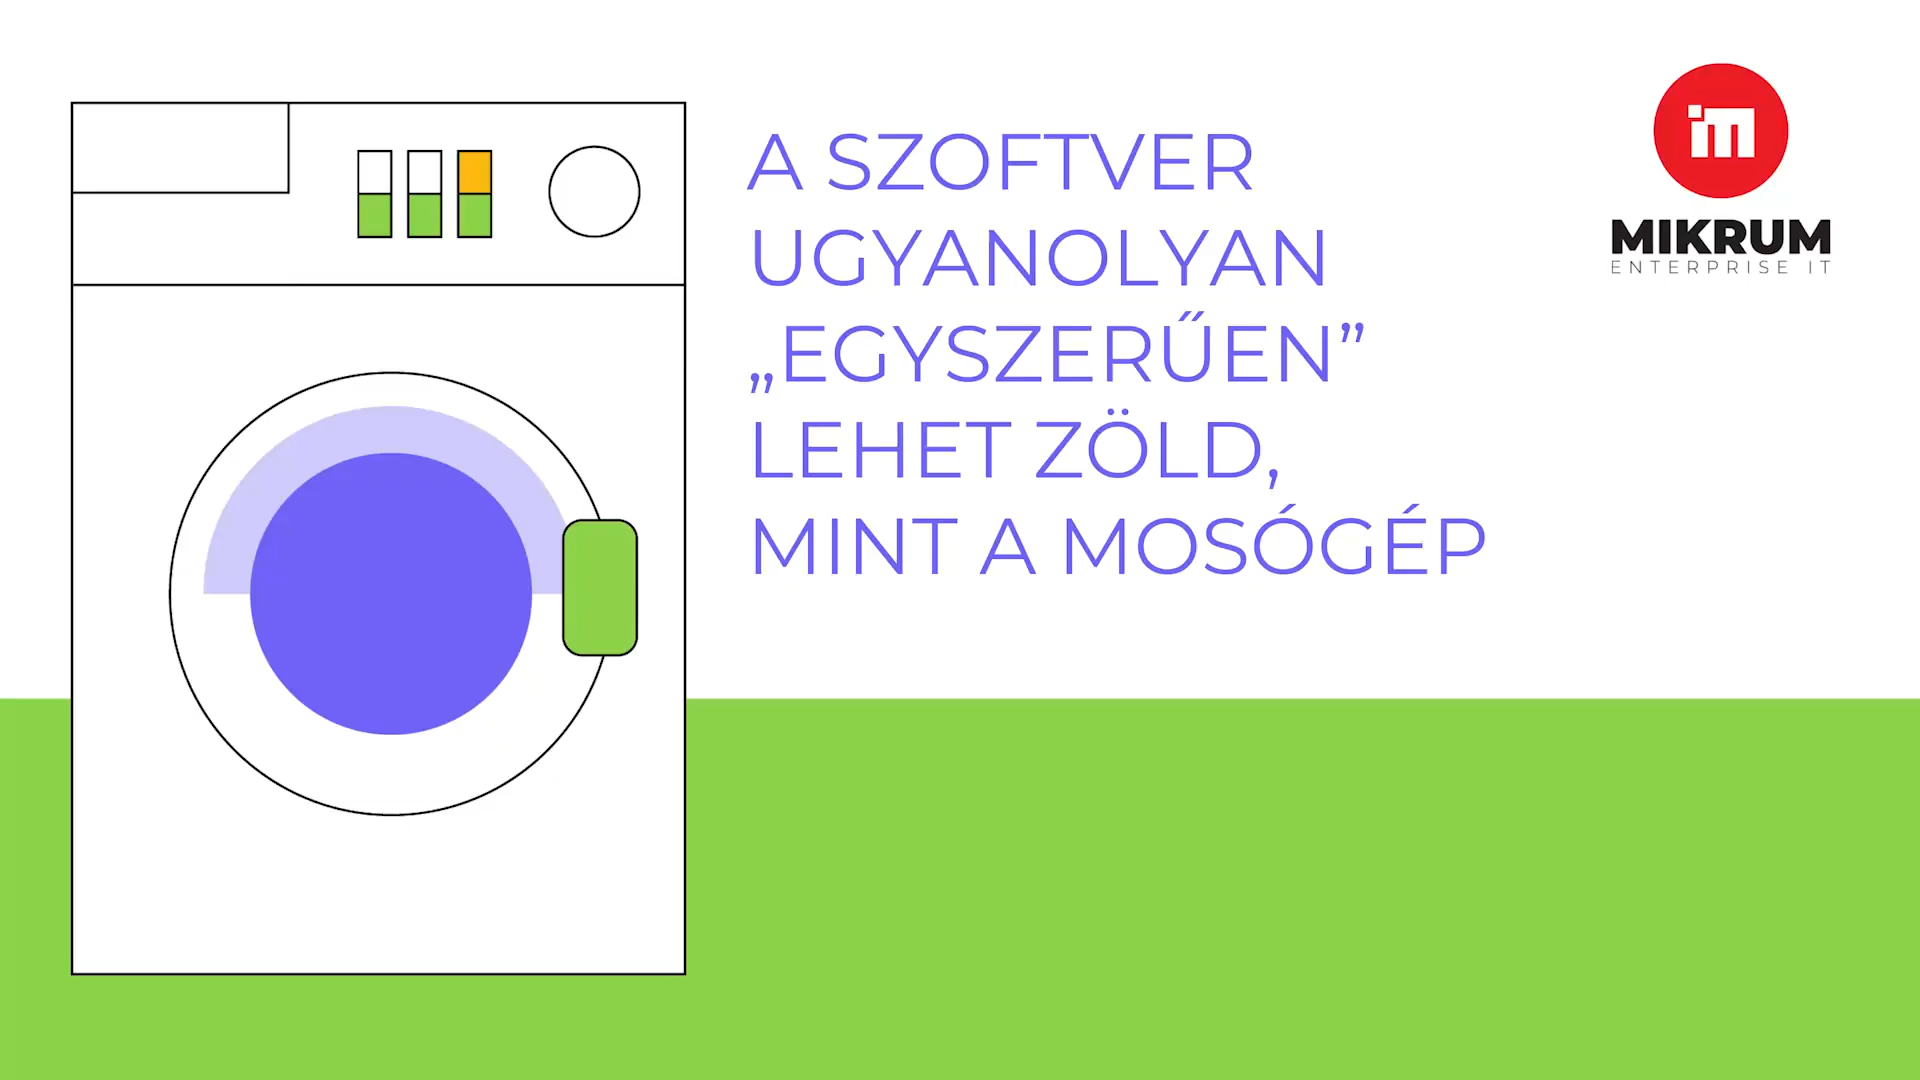 A SZOFTVER
UGYANOLYAN
„EGYSZERŰEN”
LEHET ZÖLD,
MINT A MOSÓGÉP
MIKRUM
ENTERPRISE IT